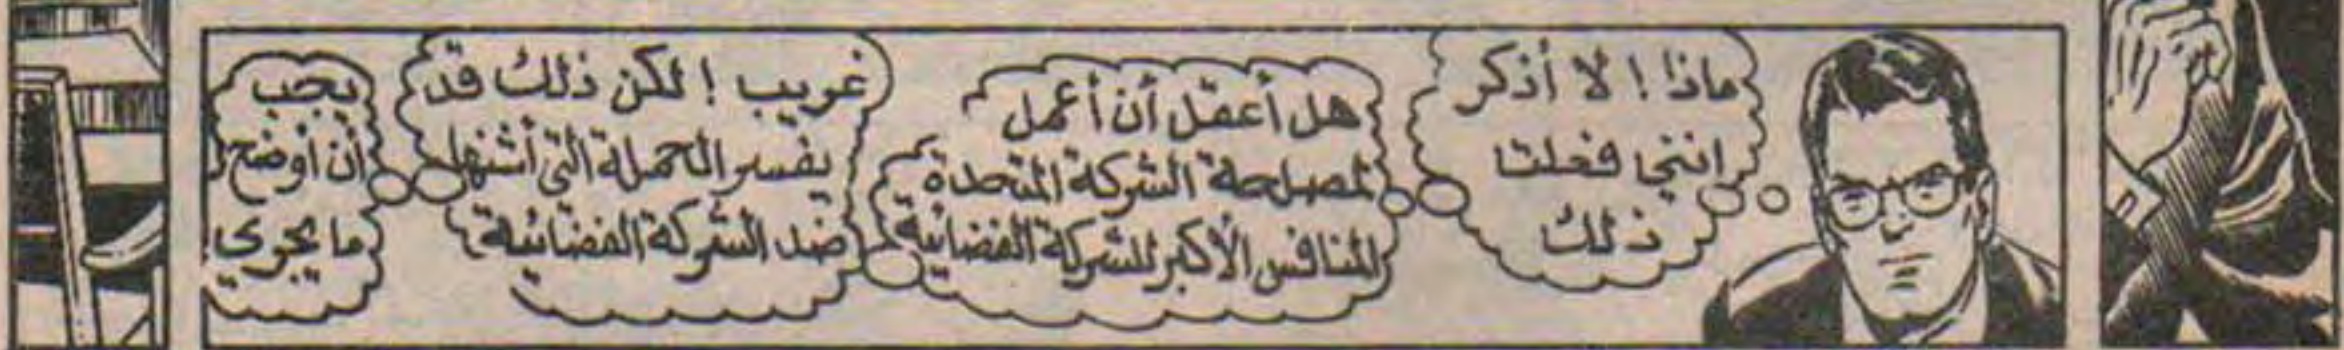 ماذا ! لا أذكر
انني فعلت
ذلك
هل أعقل أن أعمل
لمصلحة الشركة المتحدة
المنافس الأكبر للشركة الفضائية
غريب ! لكن ذلك قد
يفسر الحملة التي أشنها
ضد الشركة الفضائية
يجب
أن أوضح
ما يجري